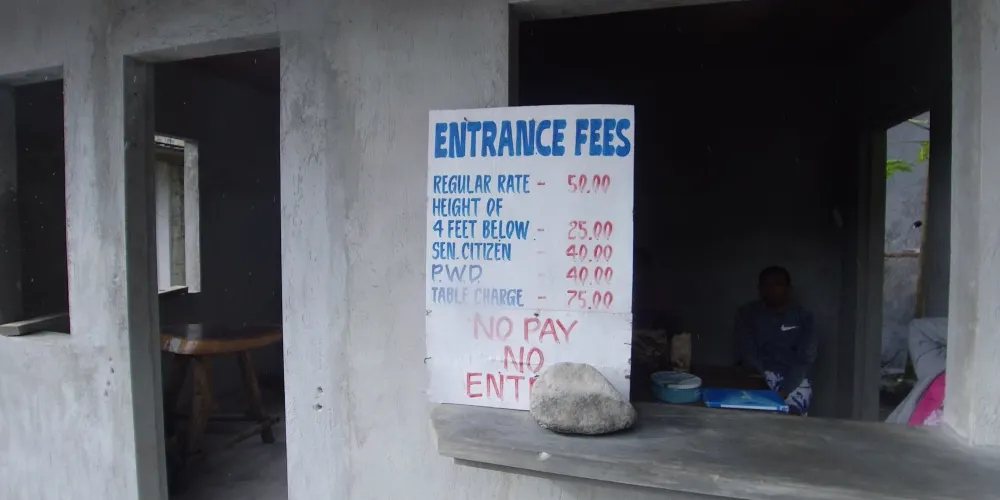 ENTRANCE FEES
REGULAR RATE - 50.00
HEIGHT OF
4 FEET BELOW - 25.00
SEN. CITIZEN - 40.00
P.W.D - 40.00
TABLE CHARGE - 75.00
NO PAY
NO